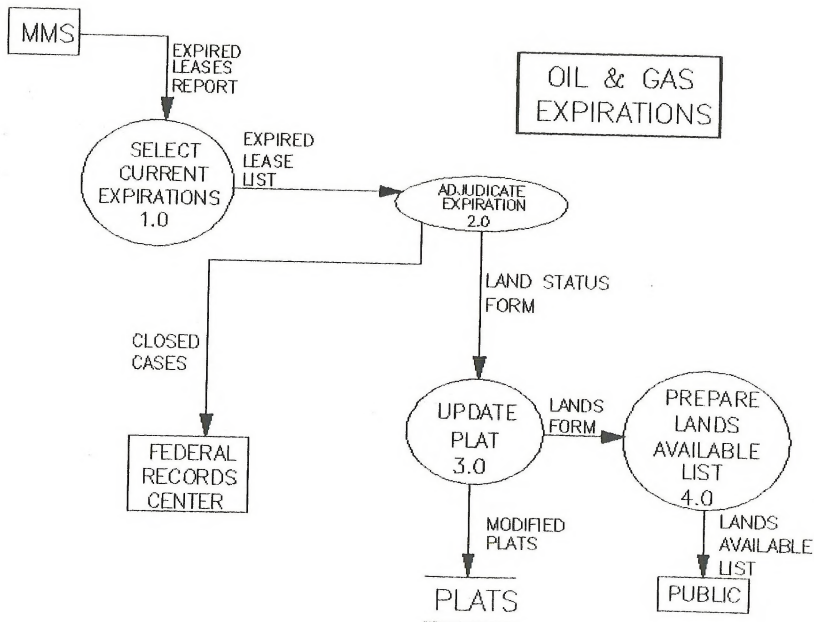 MMS
EXPIRED
LEASES
REPORT
OIL & GAS
EXPIRATIONS
SELECT
CURRENT
EXPIRATIONS
1.0
EXPIRED
LEASE
LIST
ADJUDICATE
EXPIRATION
2.0
LAND STATUS
FORM
CLOSED
CASES
FEDERAL
RECORDS
CENTER
UPDATE
PLAT
3.0
LANDS
FORM
PREPARE
LANDS
AVAILABLE
LIST
4.0
MODIFIED
PLATS
LANDS
AVAILABLE
LIST
PLATS
PUBLIC